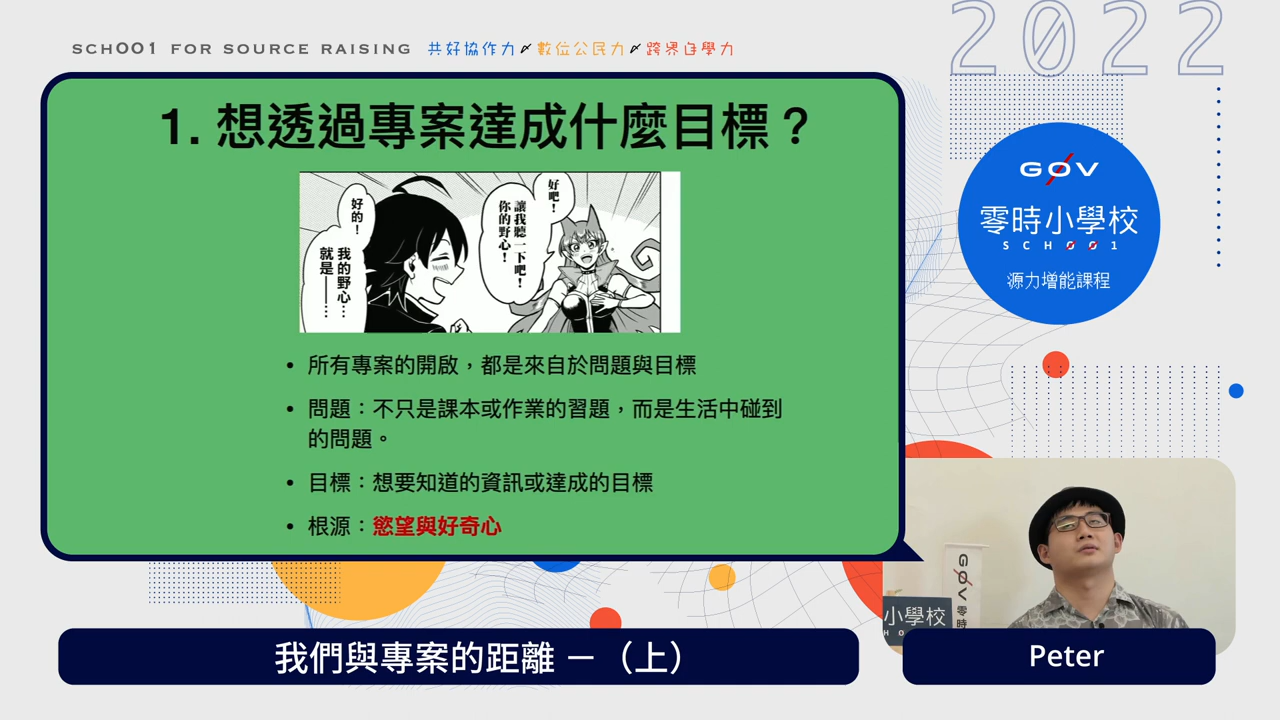 2022
SCH001 FOR SOURCE RAISING 共好協作力 數位公民力 跨界自學力
1. 想透過專案達成什麼目標？
好的！
我的野心…
就是——…
好吧！
讓我聽一下吧！
你的野心！
• 所有專案的開啟，都是來自於問題與目標
• 問題：不只是課本或作業的習題，而是生活中碰到
的問題。
• 目標：想要知道的資訊或達成的目標
• 根源：慾望與好奇心
G0V
零時小學校
SCH001
源力增能課程
G0V 零時
小學校
我們與專案的距離 －（上）
Peter